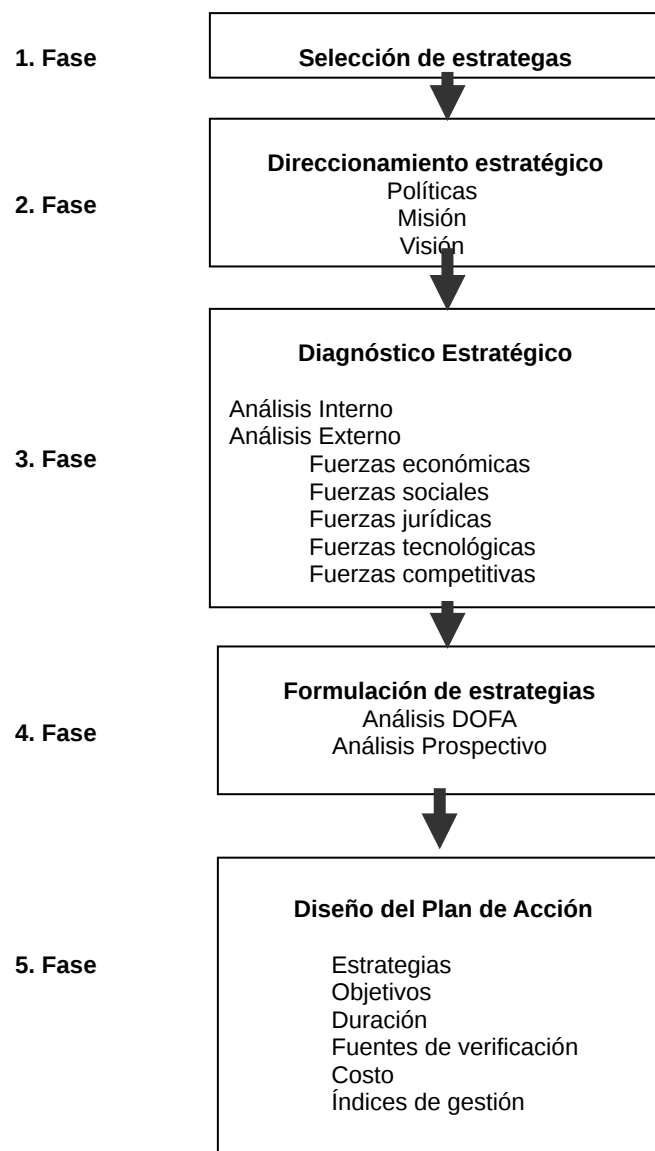 1. Fase
Selección de estrategas
Direccionamiento estratégico
2. Fase
Políticas
Misión
Visión
Diagnóstico Estratégico
3. Fase
Análisis Interno
Análisis Externo
Fuerzas económicas
Fuerzas sociales
Fuerzas jurídicas
Fuerzas tecnológicas
Fuerzas competitivas
4. Fase
Formulación de estrategias
Análisis DOFA
Análisis Prospectivo
5. Fase
Diseño del Plan de Acción
Estrategias
Objetivos
Duración
Fuentes de verificación
Costo
Índices de gestión